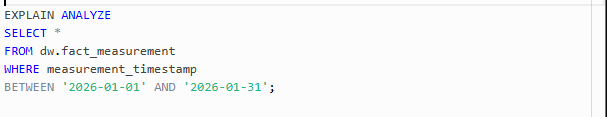 EXPLAIN ANALYZE
SELECT *
FROM dw.fact_measurement
WHERE measurement_timestamp
BETWEEN '2026-01-01' AND '2026-01-31';